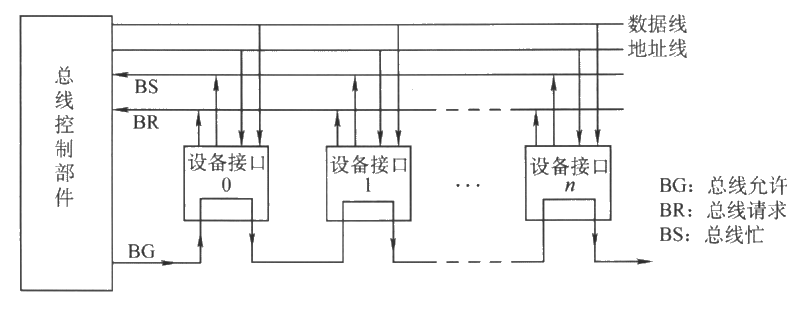 数据线
地址线
总线控制部件
BS
BR
设备接口
0
设备接口
1
···
设备接口
n
BG：总线允许
BR：总线请求
BS：总线忙
BG